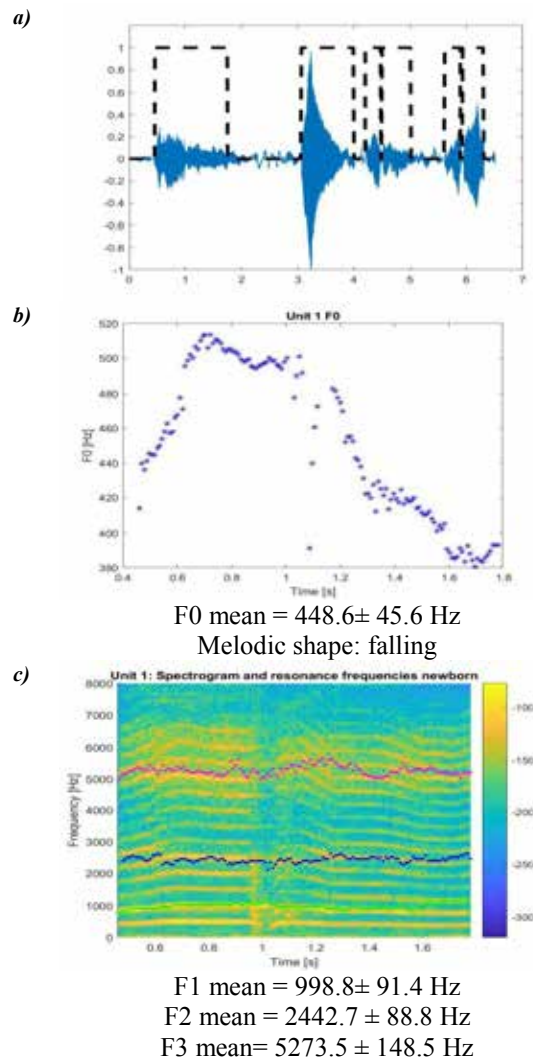 a)
1
0.8
0.6
0.4
0.2
0
-0.2
-0.4
-0.6
-0.8
-1
0 1 2 3 4 5 6 7
b)
Unit 1 F0
520
500
480
460
440
420
400
380
F0 [Hz]
0.4 0.6 0.8 1 1.2 1.4 1.6 1.8
Time [s]
F0 mean = 448.6± 45.6 Hz
Melodic shape: falling
c)
Unit 1: Spectrogram and resonance frequencies newborn
8000
7000
6000
5000
4000
3000
2000
1000
0
Frequency [Hz]
0.6 0.8 1 1.2 1.4 1.6
Time [s]
-100
-150
-200
-250
-300
F1 mean = 998.8± 91.4 Hz
F2 mean = 2442.7 ± 88.8 Hz
F3 mean= 5273.5 ± 148.5 Hz